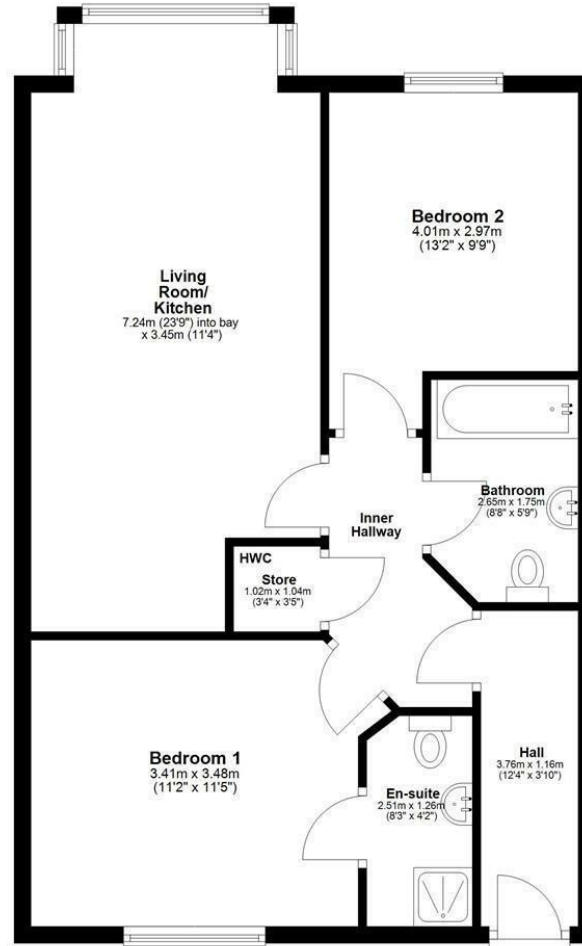 Living
Room/
Kitchen
7.24m (23'9") into bay
x 3.45m (11'4")
Bedroom 2
4.01m x 2.97m
(13'2" x 9'9")
Bathroom
2.65m x 1.75m
(8'8" x 5'9")
Inner
Hallway
HWC
Store
1.02m x 1.04m
(3'4" x 3'5")
Bedroom 1
3.41m x 3.48m
(11'2" x 11'5")
En-suite
2.51m x 1.26m
(8'3" x 4'2")
Hall
3.76m x 1.16m
(12'4" x 3'10")